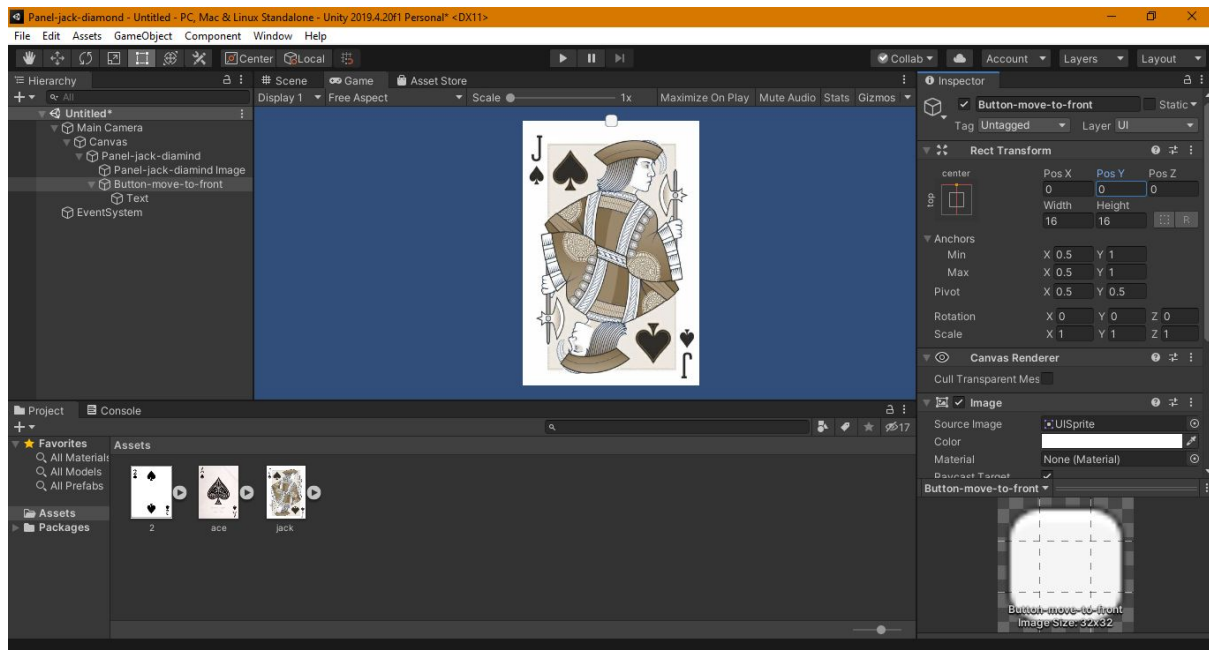 Panel-jack-diamond - Untitled - PC, Mac & Linux Standalone - Unity 2019.4.20f1 Personal* <DX11>
File Edit Assets GameObject Component Window Help
Center Local Collab Account Layers Layout
Hierarchy
All
Untitled*
Main Camera
Canvas
Panel-jack-diamind
Panel-jack-diamind Image
Button-move-to-front
Text
EventSystem
Scene Game Asset Store
Display 1 Free Aspect Scale 1x Maximize On Play Mute Audio Stats Gizmos
J
J
Inspector
Button-move-to-front Static
Tag Untagged Layer UI
Rect Transform
center Pos X Pos Y Pos Z
top 0 0 0
Width Height
16 16 R
Anchors
Min X 0.5 Y 1
Max X 0.5 Y 1
Pivot X 0.5 Y 0.5
Rotation X 0 Y 0 Z 0
Scale X 1 Y 1 Z 1
Canvas Renderer
Cull Transparent Mes
Image
Source Image UISprite
Color
Material None (Material)
Raycast Target
Button-move-to-front
Button-move-to-front
Image Size: 32x32
Project Console
17
Favorites
All Materials
All Models
All Prefabs
Assets
Packages
Assets
2 ace jack